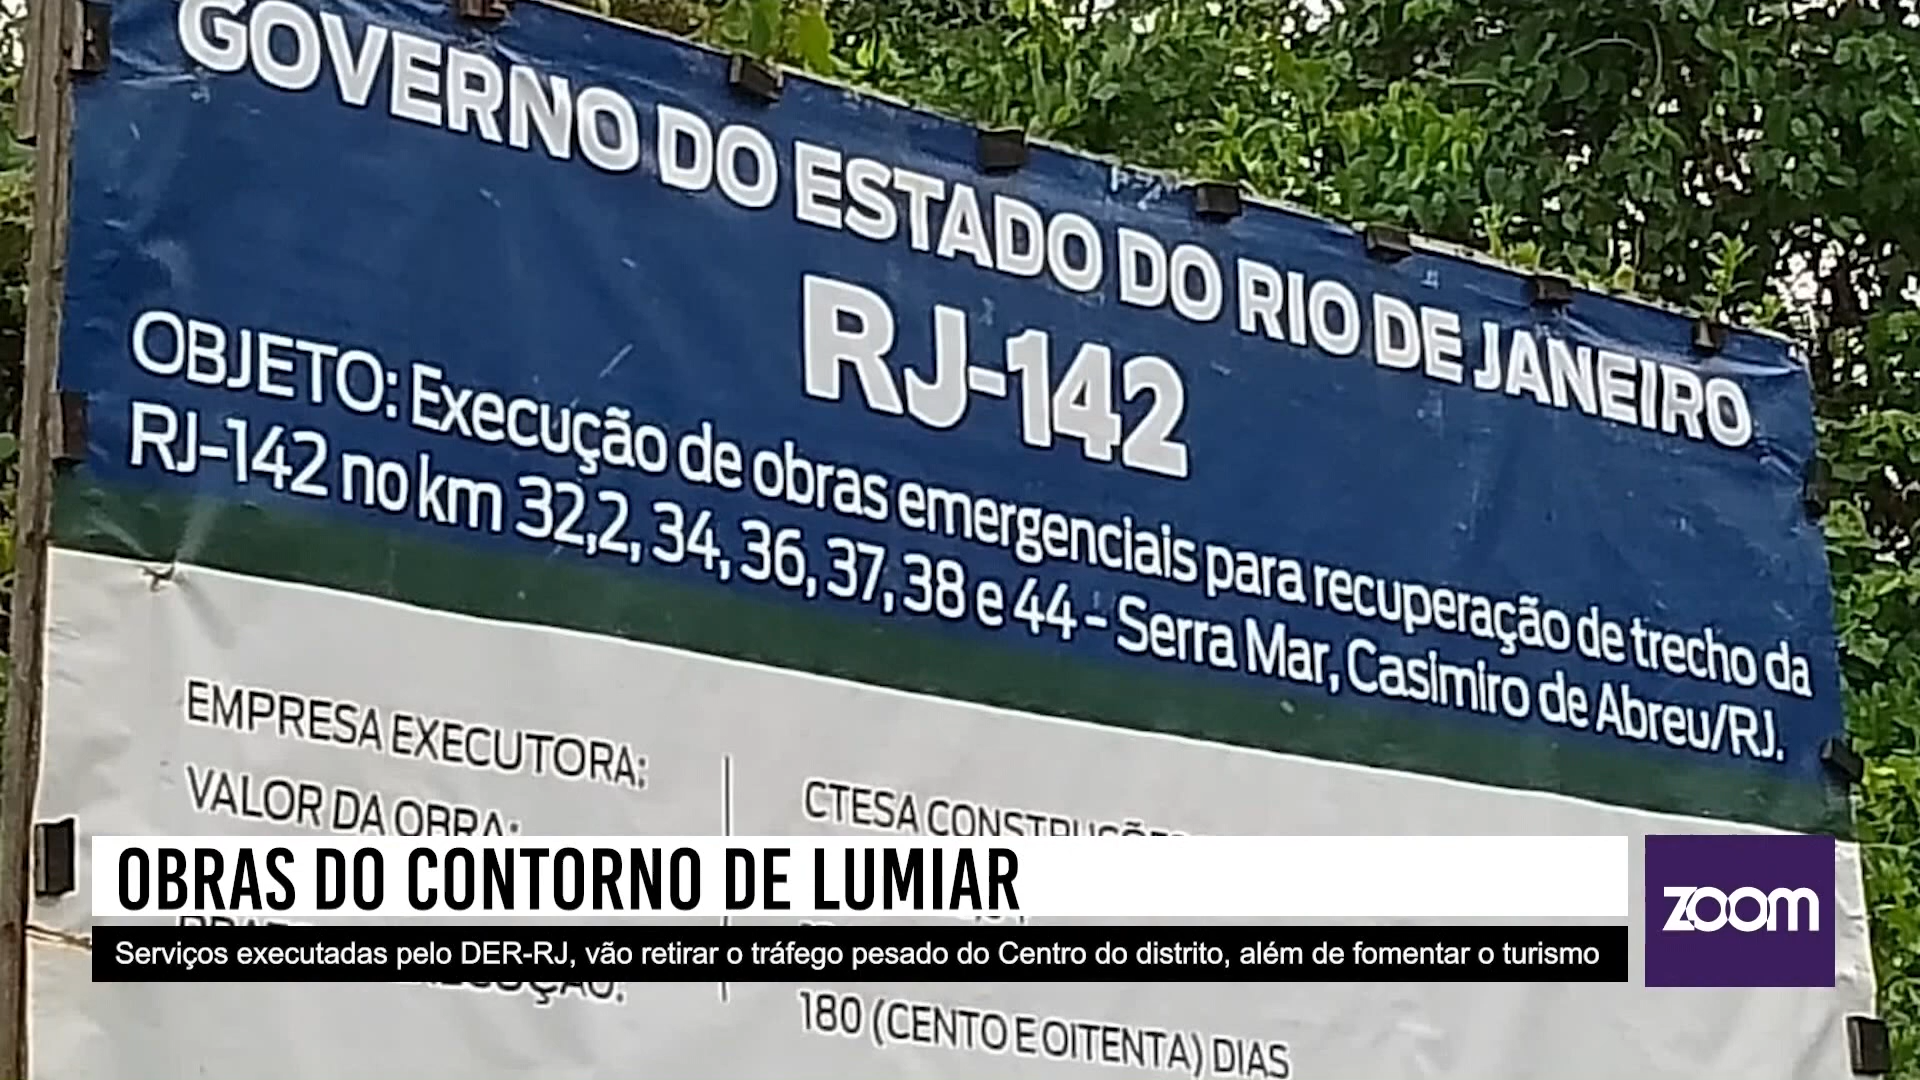 GOVERNO DO ESTADO DO RIO DE JANEIRO
RJ-142
OBJETO: Execução de obras emergenciais para recuperação de trecho da
RJ-142 no km 32,2, 34, 36, 37, 38 e 44 - Serra Mar, Casimiro de Abreu/RJ.
EMPRESA EXECUTORA:
CTESA CONSTRUÇÕES
VALOR DA OBRA:
OBRAS DO CONTORNO DE LUMIAR
zoom
Serviços executadas pelo DER-RJ, vão retirar o tráfego pesado do Centro do distrito, além de fomentar o turismo
180 (CENTO E OITENTA) DIAS